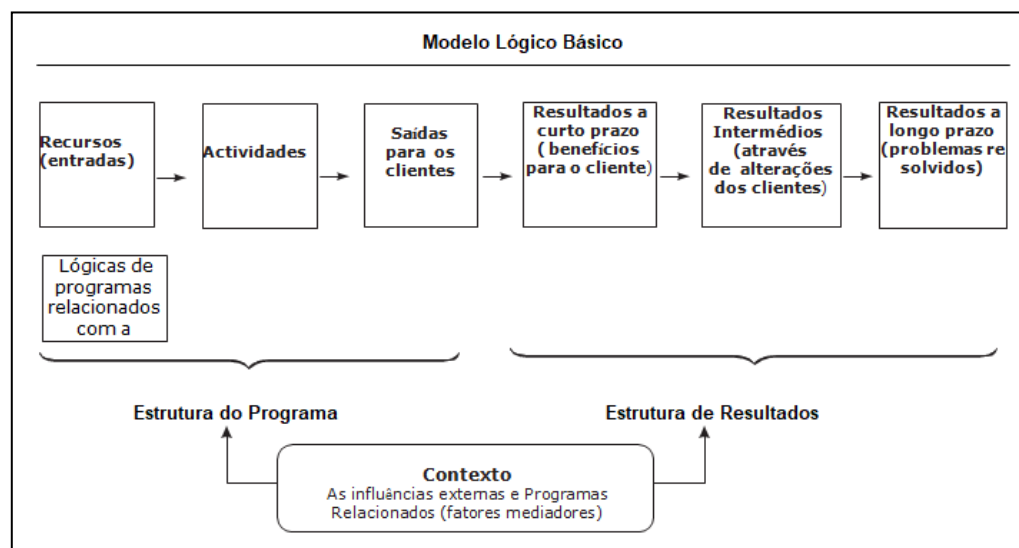 Modelo Lógico Básico
Recursos
(entradas)
Actividades
Saídas
para os
clientes
Resultados a
curto prazo
( benefícios
para o cliente)
Resultados
Intermédios
(através
de alterações
dos clientes)
Resultados a
longo prazo
(problemas re
solvidos)
Lógicas de
programas
relacionados
com a
Estrutura do Programa
Estrutura de Resultados
Contexto
As influências externas e Programas
Relacionados (fatores mediadores)